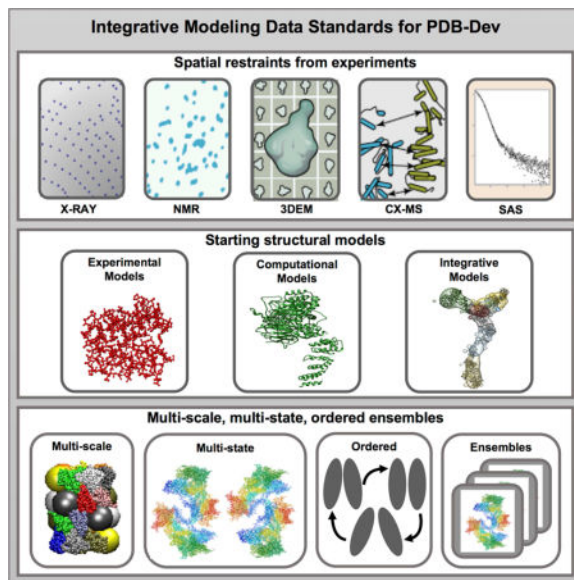 Integrative Modeling Data Standards for PDB-Dev
Spatial restraints from experiments
X-RAY NMR 3DEM CX-MS SAS
Starting structural models
Experimental Computational Integrative
Models Models Models
Multi-scale, multi-state, ordered ensembles
Multi-scale Multi-state Ordered Ensembles